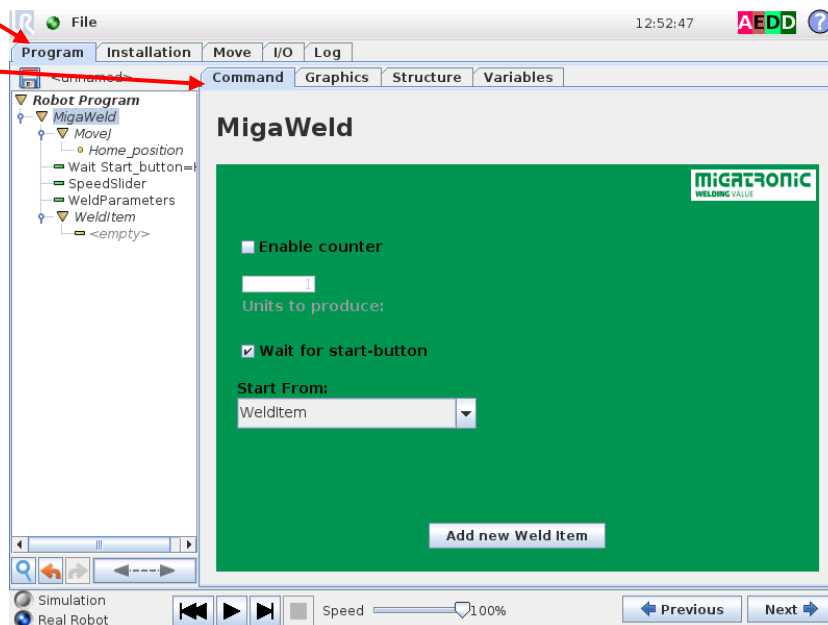 File 12:52:47 AEDD ?
Program Installation Move I/O Log
<unnamed> Command Graphics Structure Variables
Robot Program
MigaWeld
MoveJ
Home_position
Wait Start_button=
SpeedSlider
WeldParameters
WeldItem
<empty>
MigaWeld
MIGATRONIC
WELDING VALUE
Enable counter
1
Units to produce:
Wait for start-button
Start From:
WeldItem
Add new Weld Item
Simulation
Real Robot
Speed 100%
Previous Next